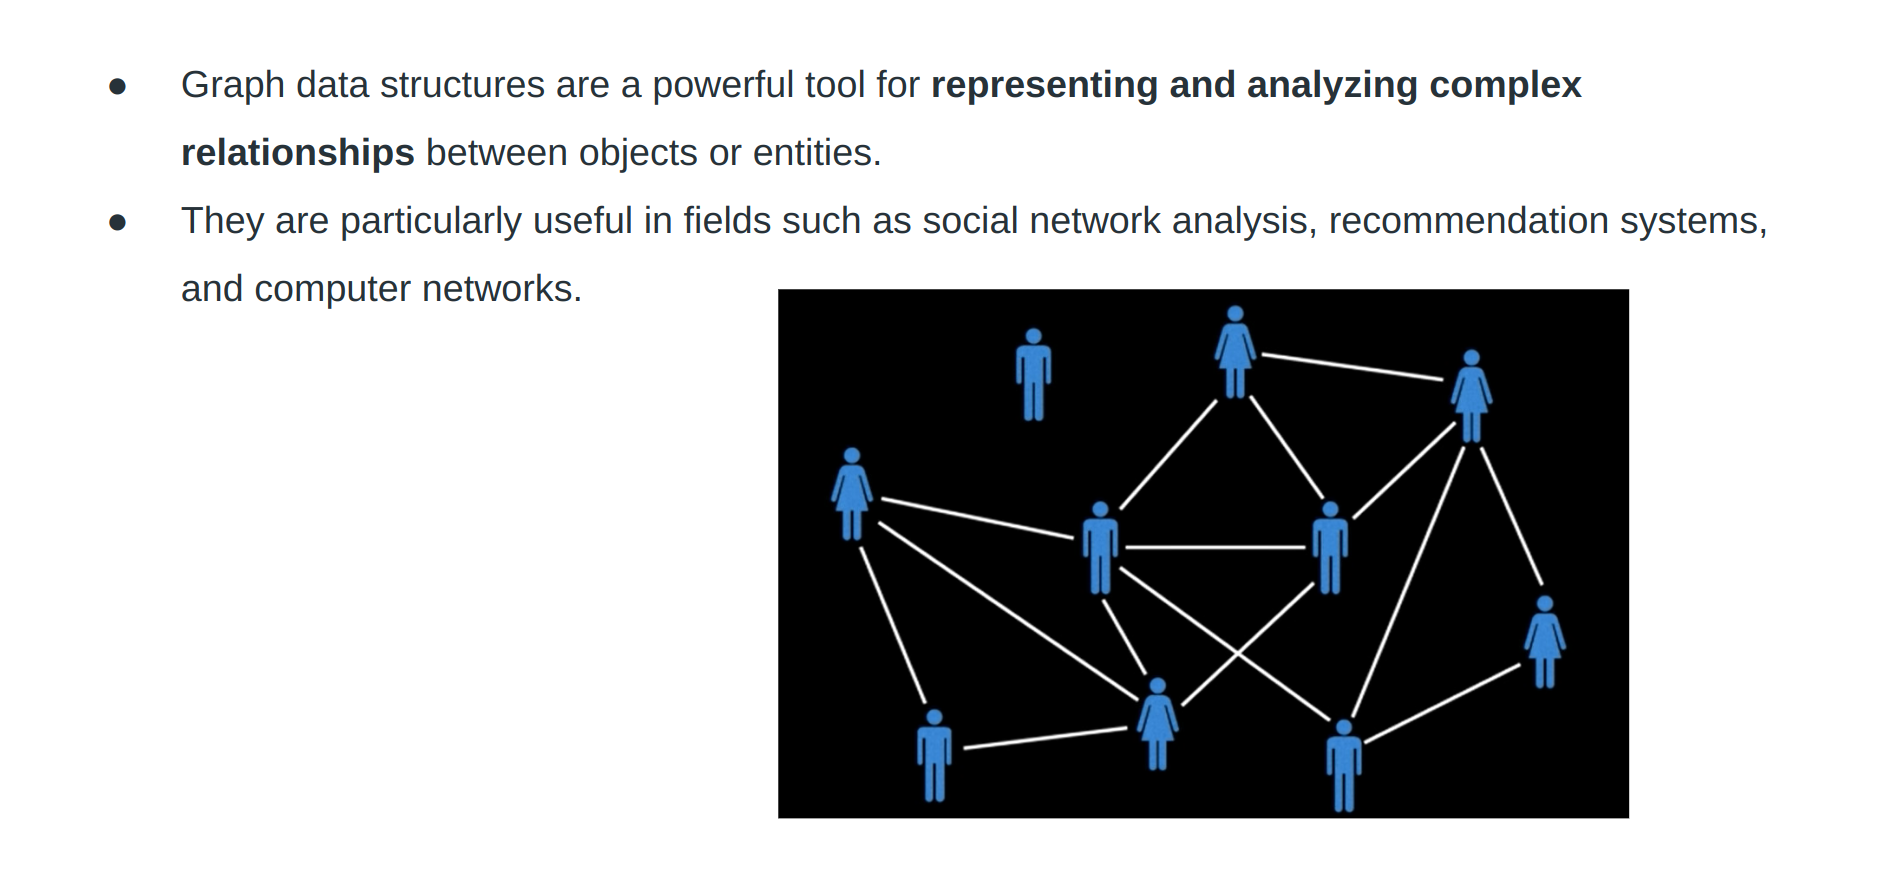 ● Graph data structures are a powerful tool for representing and analyzing complex
relationships between objects or entities.
● They are particularly useful in fields such as social network analysis, recommendation systems,
and computer networks.